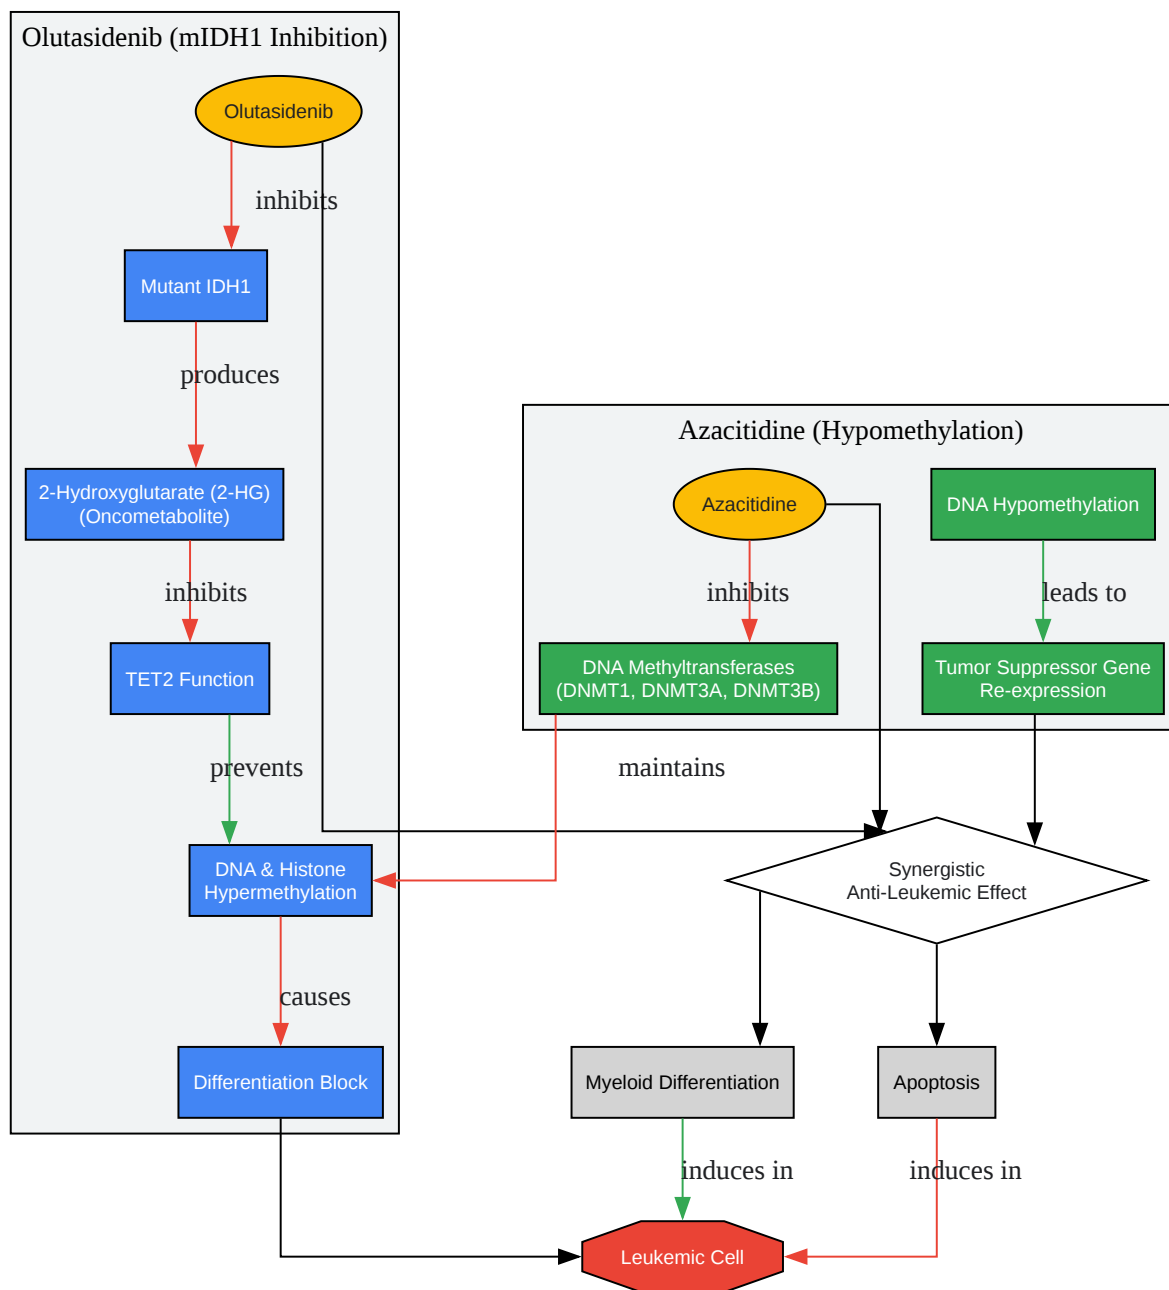 Olutasidenib (mIDH1 Inhibition)
Olutasidenib
inhibits
Mutant IDH1
produces
2-Hydroxyglutarate (2-HG)
(Oncometabolite)
inhibits
TET2 Function
prevents
DNA & Histone
Hypermethylation
causes
Differentiation Block
Azacitidine (Hypomethylation)
Azacitidine
DNA Hypomethylation
inhibits
leads to
DNA Methyltransferases
(DNMT1, DNMT3A, DNMT3B)
Tumor Suppressor Gene
Re-expression
maintains
Synergistic
Anti-Leukemic Effect
Myeloid Differentiation
Apoptosis
induces in
induces in
Leukemic Cell